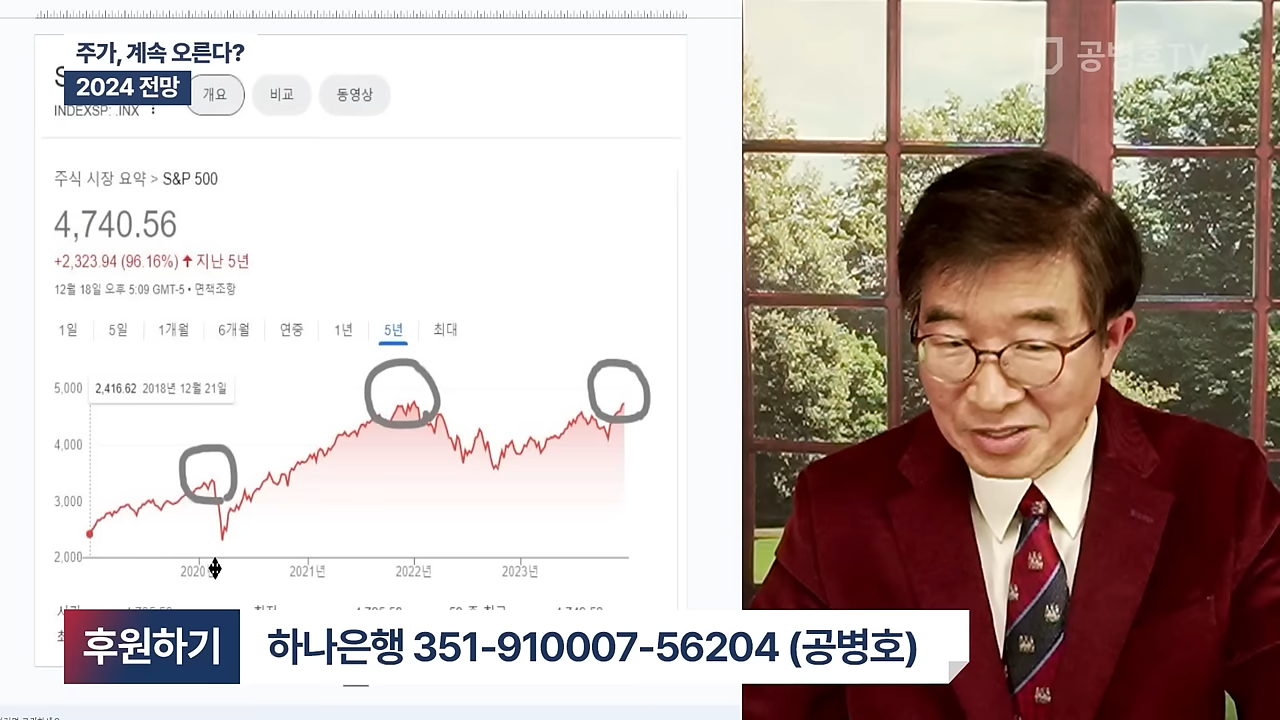 주가, 계속 오른다?
2024 전망
공병호TV
개요
비교
동영상
INDEXSP: .INX
주식 시장 요약 > S&P 500
4,740.56
+2,323.94 (96.16%) ↑ 지난 5년
12월 18일 오후 5:09 GMT-5 • 면책조항
1일 5일 1개월 6개월 연중 1년 5년 최대
5,000
2,416.62 2018년 12월 21일
4,000
3,000
2,000
2020년 2021년 2022년 2023년
후원하기
하나은행 351-910007-56204 (공병호)